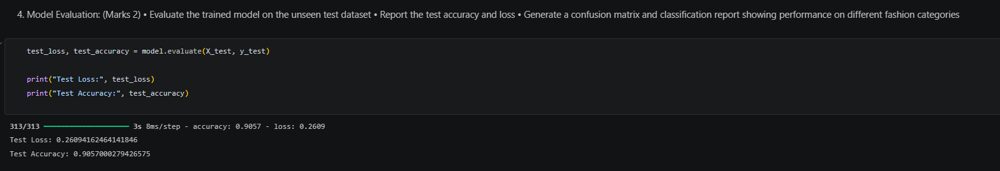 4. Model Evaluation: (Marks 2) • Evaluate the trained model on the unseen test dataset • Report the test accuracy and loss • Generate a confusion matrix and classification report showing performance on different fashion categories
test_loss, test_accuracy = model.evaluate(X_test, y_test)
print("Test Loss:", test_loss)
print("Test Accuracy:", test_accuracy)
313/313 ━━━━━━━━━━━━━━━━━━━━ 3s 8ms/step - accuracy: 0.9057 - loss: 0.2609
Test Loss: 0.26094162464141846
Test Accuracy: 0.9057000279426575